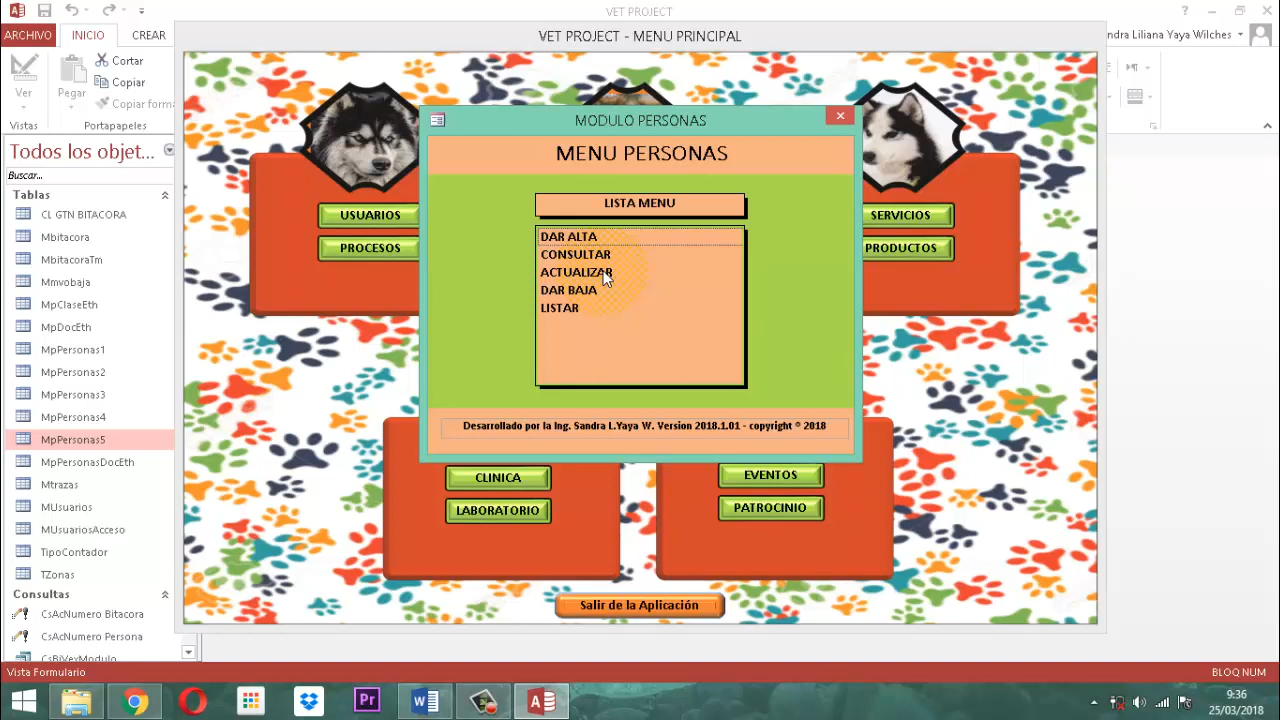 VET PROJECT
ARCHIVO
INICIO
CREAR
ndra Liliana Yaya Wilches
Ver
Pegar
Cortar
Copiar
Copiar forma
Vistas
Portapapeles
VET PROJECT - MENU PRINCIPAL
Todos los objet...
Buscar...
Tablas
CL GTN BITACORA
Mbitacora
MbitacoraTm
Mmvobaja
MpClaseEth
MpDocEth
MpPersonas1
MpPersonas2
MpPersonas3
MpPersonas4
MpPersonas5
MpPersonasDocEth
Mtrazas
MUsuarios
MUsuariosAcceso
TipoContador
TZonas
Consultas
CsAcNumero Bitacora
CsAcNumero Persona
CsBiVexModulo
USUARIOS
PROCESOS
SERVICIOS
PRODUCTOS
MODULO PERSONAS
MENU PERSONAS
LISTA MENU
DAR ALTA
CONSULTAR
ACTUALIZAR
DAR BAJA
LISTAR
Desarrollado por la Ing. Sandra L.Yaya W. Version 2018.1.01 - copyright ® 2018
CLINICA
LABORATORIO
EVENTOS
PATROCINIO
Salir de la Aplicación
Vista Formulario
BLOQ NUM
Pr
9:36
25/03/2018